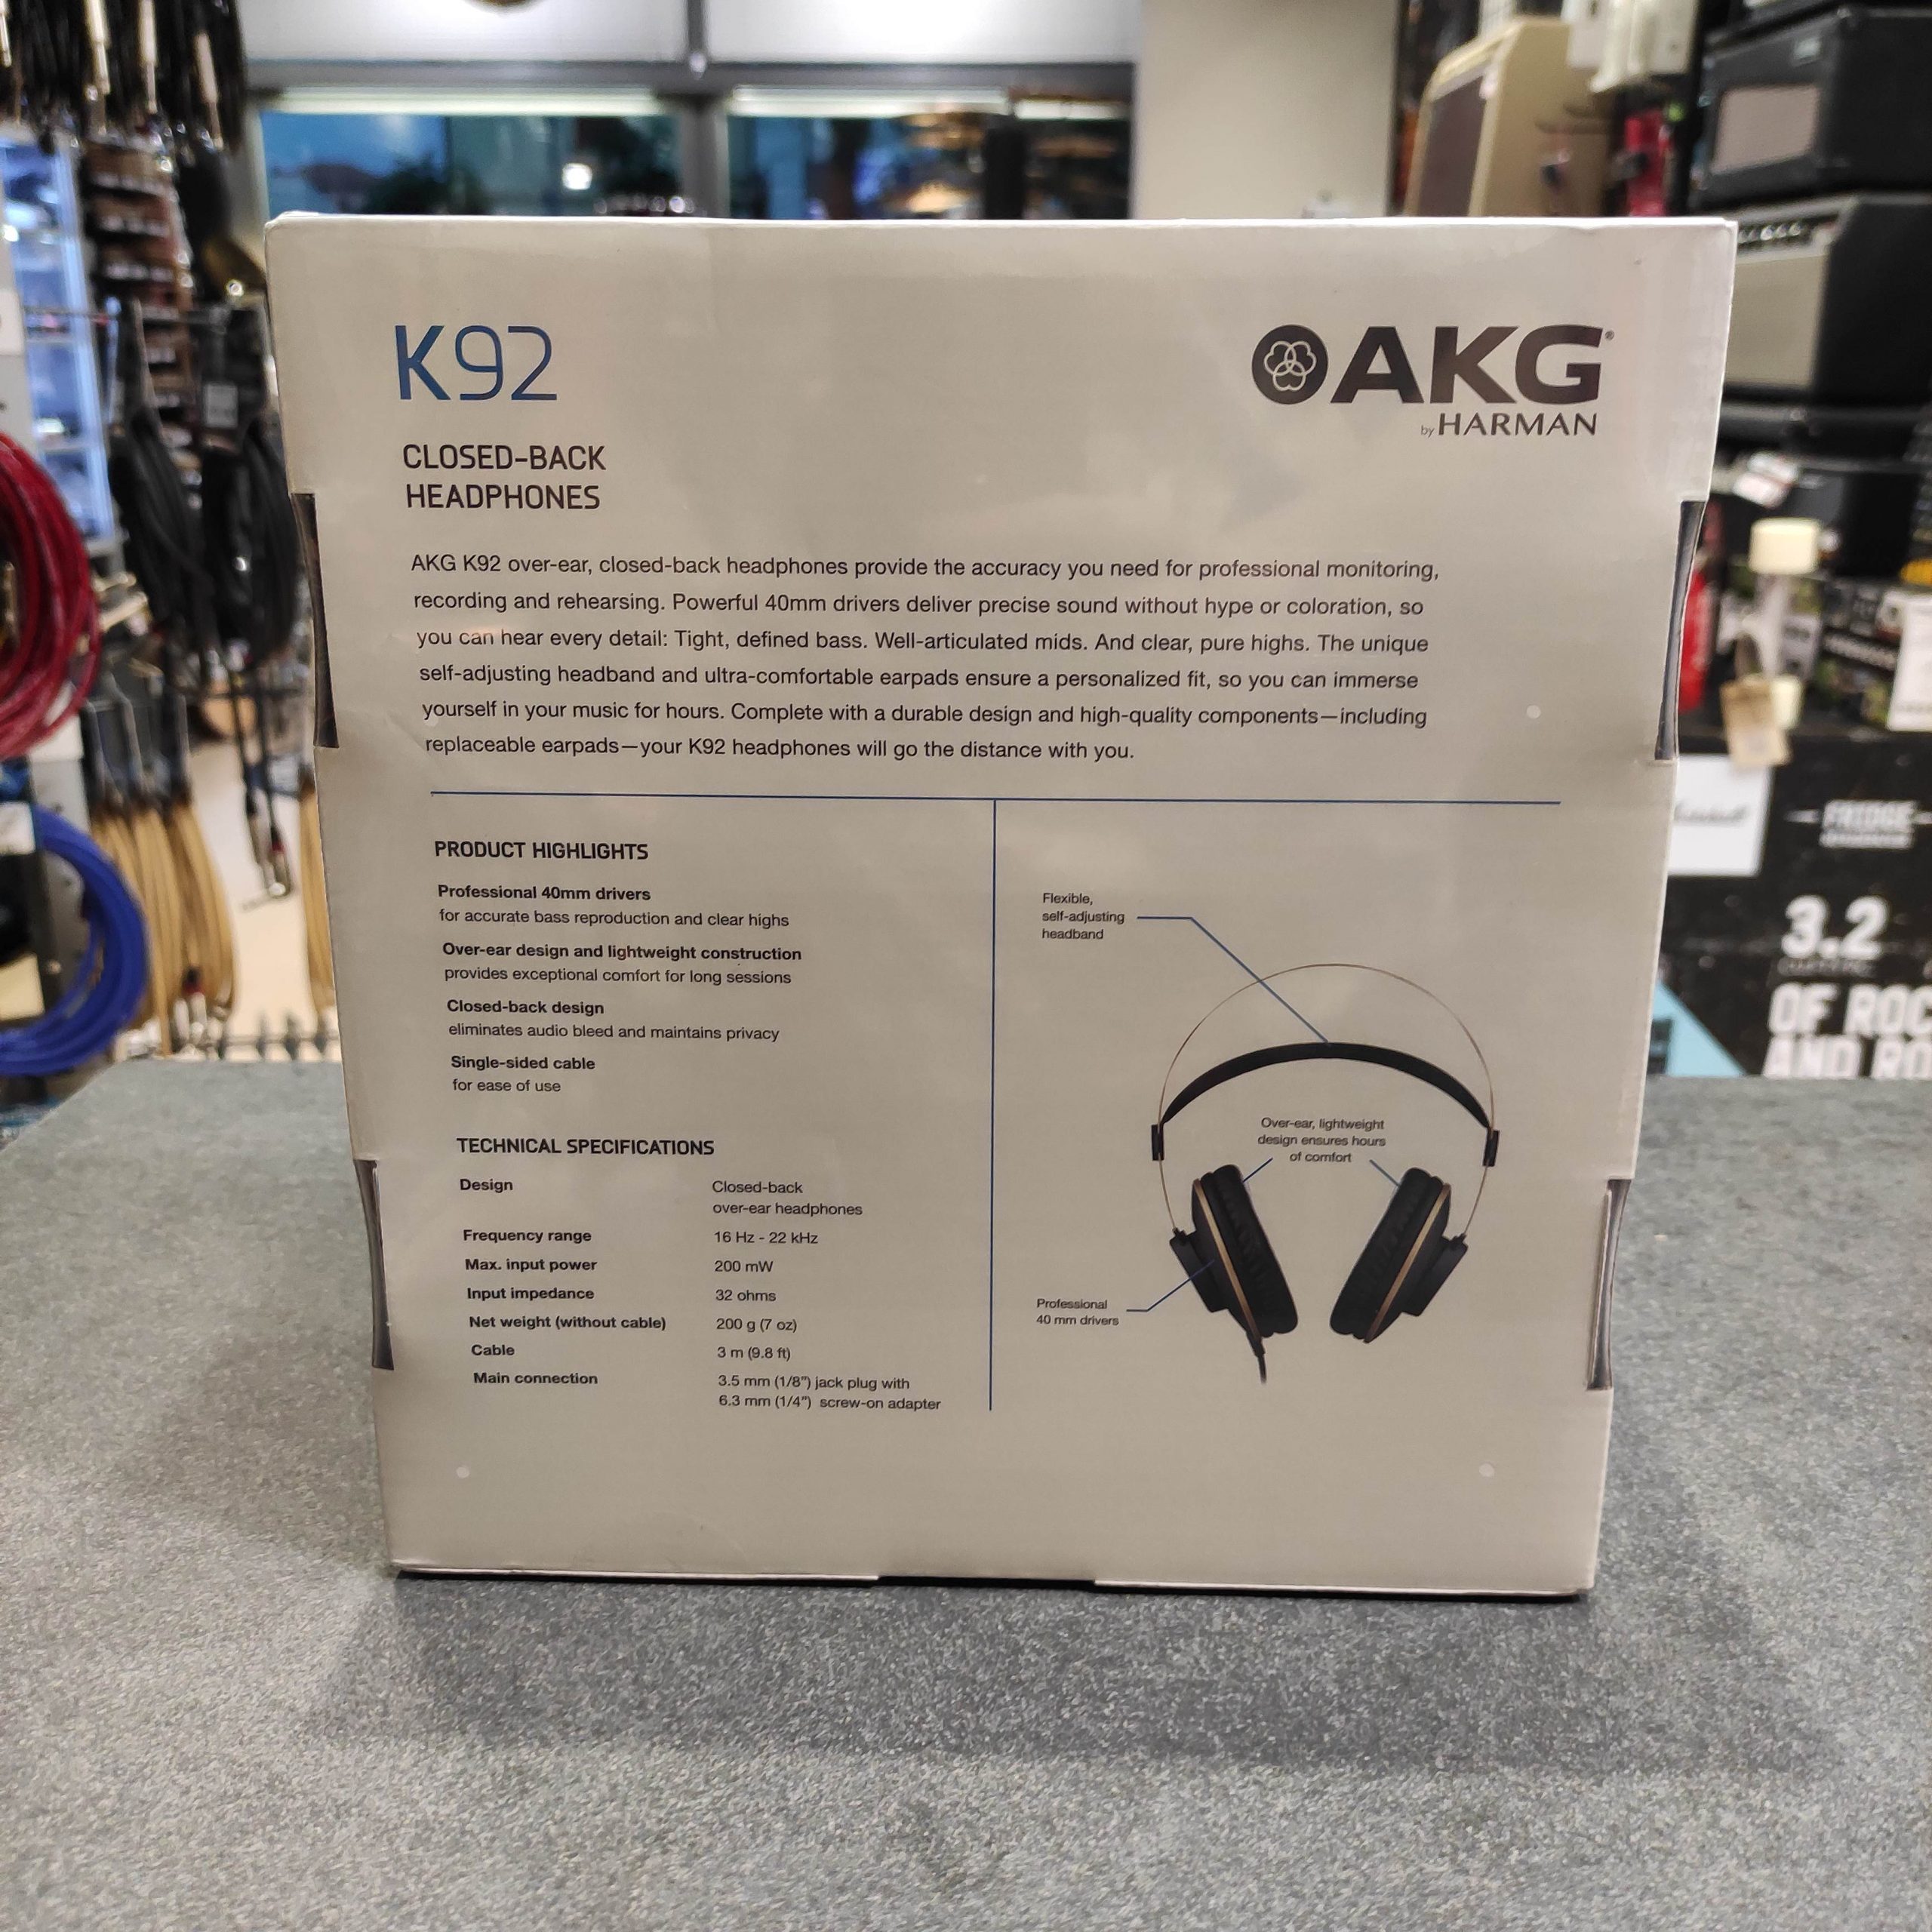 K92
AKG®
by HARMAN
CLOSED-BACK
HEADPHONES
AKG K92 over-ear, closed-back headphones provide the accuracy you need for professional monitoring,
recording and rehearsing. Powerful 40mm drivers deliver precise sound without hype or coloration, so
you can hear every detail: Tight, defined bass. Well-articulated mids. And clear, pure highs. The unique
self-adjusting headband and ultra-comfortable earpads ensure a personalized fit, so you can immerse
yourself in your music for hours. Complete with a durable design and high-quality components—including
replaceable earpads—your K92 headphones will go the distance with you.
PRODUCT HIGHLIGHTS
Professional 40mm drivers
for accurate bass reproduction and clear highs
Over-ear design and lightweight construction
provides exceptional comfort for long sessions
Closed-back design
eliminates audio bleed and maintains privacy
Single-sided cable
for ease of use
TECHNICAL SPECIFICATIONS
Design Closed-back
over-ear headphones
Frequency range 16 Hz - 22 kHz
Max. input power 200 mW
Input impedance 32 ohms
Net weight (without cable) 200 g (7 oz)
Cable 3 m (9.8 ft)
Main connection 3.5 mm (1/8") jack plug with
6.3 mm (1/4") screw-on adapter
Flexible,
self-adjusting
headband
Over-ear, lightweight
design ensures hours
of comfort
Professional
40 mm drivers
FRIDGE
3.2
OF ROC
AND RO